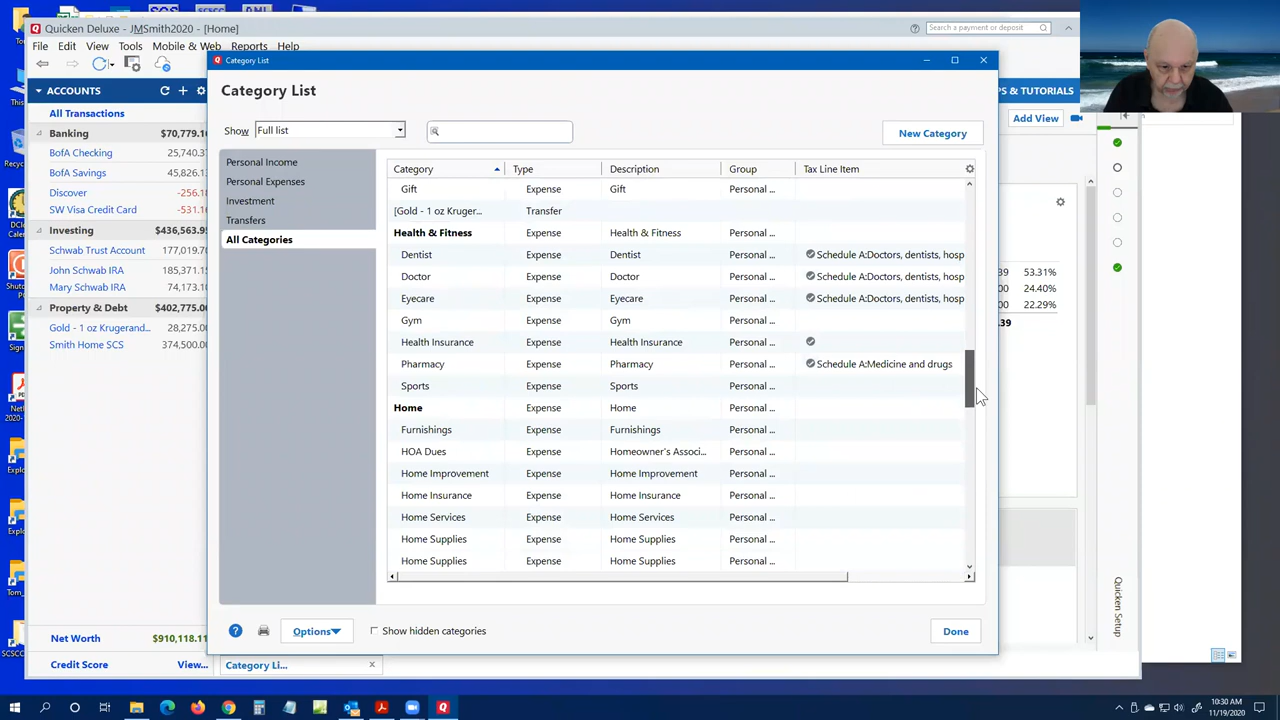 Quicken Deluxe - JMSmith2020 - [Home]
Search a payment or deposit
File Edit View Tools Mobile & Web Reports Help
ACCOUNTS
All Transactions
Banking $70,779.1
BofA Checking 25,740.3
BofA Savings 45,827.
Discover -256.18
SW Visa Credit Card -531.1
Investing $436,563.9
Schwab Trust Account 177,019.7
John Schwab IRA 185,371.1
Mary Schwab IRA 74,173.1
Property & Debt $402,775.0
Gold - 1 oz Krugerand... 28,275.0
Smith Home SCS 374,500.
Net Worth $910,118.1
Credit Score View...
Category List
Category List
Show Full list
New Category
Personal Income
Personal Expenses
Investment
Transfers
All Categories
Category Type Description Group Tax Line Item
Gift Expense Gift Personal ...
[Gold - 1 oz Kruger... Transfer
Health & Fitness Expense Health & Fitness Personal ...
Dentist Expense Dentist Personal ... Schedule A:Doctors, dentists, hosp
Doctor Expense Doctor Personal ... Schedule A:Doctors, dentists, hosp
Eyecare Expense Eyecare Personal ... Schedule A:Doctors, dentists, hosp
Gym Expense Gym Personal ...
Health Insurance Expense Health Insurance Personal ...
Pharmacy Expense Pharmacy Personal ... Schedule A:Medicine and drugs
Sports Expense Sports Personal ...
Home Expense Home Personal ...
Furnishings Expense Furnishings Personal ...
HOA Dues Expense Homeowner's Associ... Personal ...
Home Improvement Expense Home Improvement Personal ...
Home Insurance Expense Home Insurance Personal ...
Home Services Expense Home Services Personal ...
Home Supplies Expense Home Supplies Personal ...
Home Supplies Expense Home Supplies Personal ...
Options
Show hidden categories
Done
Category Li...
PS & TUTORIALS
Add View
39 53.31%
00 24.40%
00 22.29%
.39
Quicken Setup
10:30 AM
11/19/2020